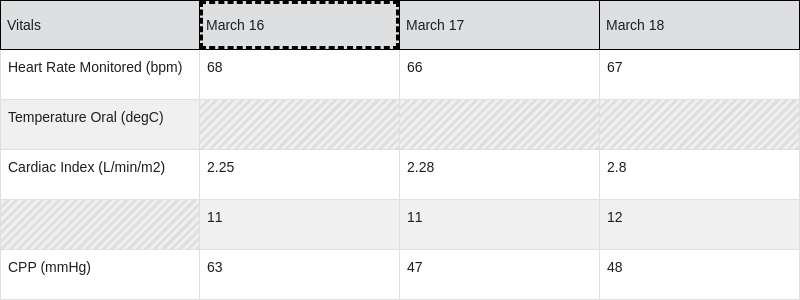 Vitals March 16 March 17 March 18
Heart Rate Monitored (bpm) 68 66 67
Temperature Oral (degC)
Cardiac Index (L/min/m2) 2.25 2.28 2.8
11 11 12
CPP (mmHg) 63 47 48